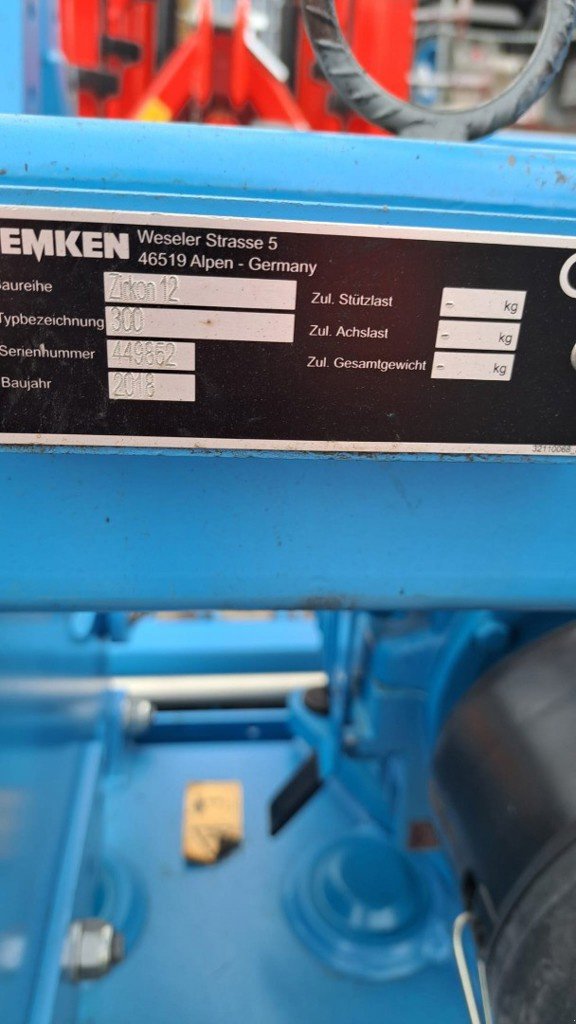 EMKEN Weseler Strasse 5
46519 Alpen - Germany
Baureihe Zirkon 12
Typbezeichnung 300
Seriennummer 449852
Baujahr 2018
Zul. Stützlast - kg
Zul. Achslast - kg
Zul. Gesamtgewicht - kg
32110068